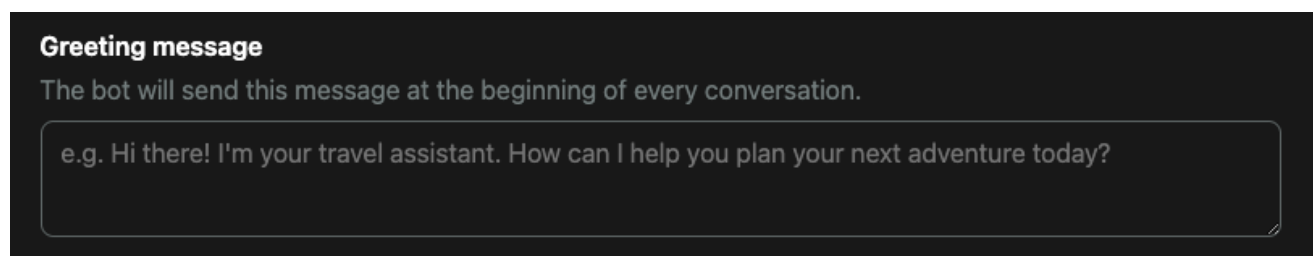 Greeting message
The bot will send this message at the beginning of every conversation.
e.g. Hi there! I'm your travel assistant. How can I help you plan your next adventure today?